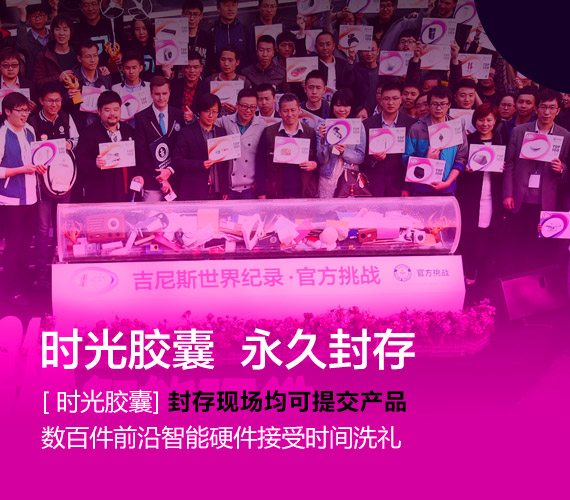 吉尼斯世界纪录·官方挑战 官方挑战
时光胶囊 永久封存
[ 时光胶囊] 封存现场均可提交产品
数百件前沿智能硬件接受时间洗礼